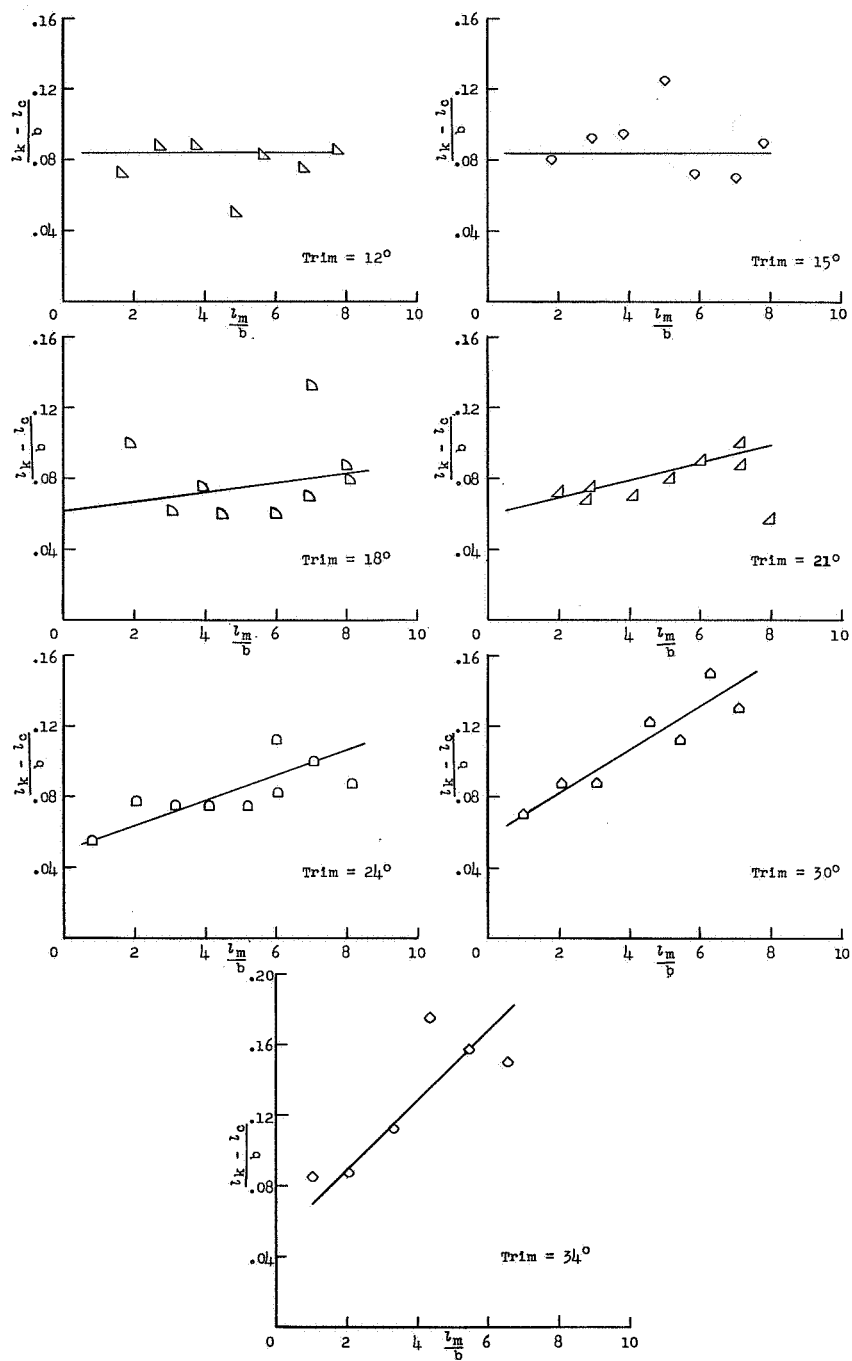 .16
.12
.08
.04
0 2 4 6 8 10
l_k - l_c
b
l_m
b
Trim = 12°
2 4 6 8 10
l_k - l_c
b
.16
.12
.08
.04
0
l_m
b
Trim = 15°
.16
.12
.08
.04
0 2 4 6 8 10
l_k - l_c
b
l_m
b
Trim = 18°
.16
.12
.08
.04
0 2 4 6 8 10
l_k - l_c
b
l_m
b
Trim = 21°
.16
.12
.08
.04
0 2 4 6 8 10
l_k - l_c
b
l_m
b
Trim = 24°
.16
.12
.08
.04
0 2 4 6 8 10
l_k - l_c
b
l_m
b
Trim = 30°
.20
.16
.12
.08
.04
0 2 4 6 8 10
l_k - l_c
b
l_m
b
Trim = 34°